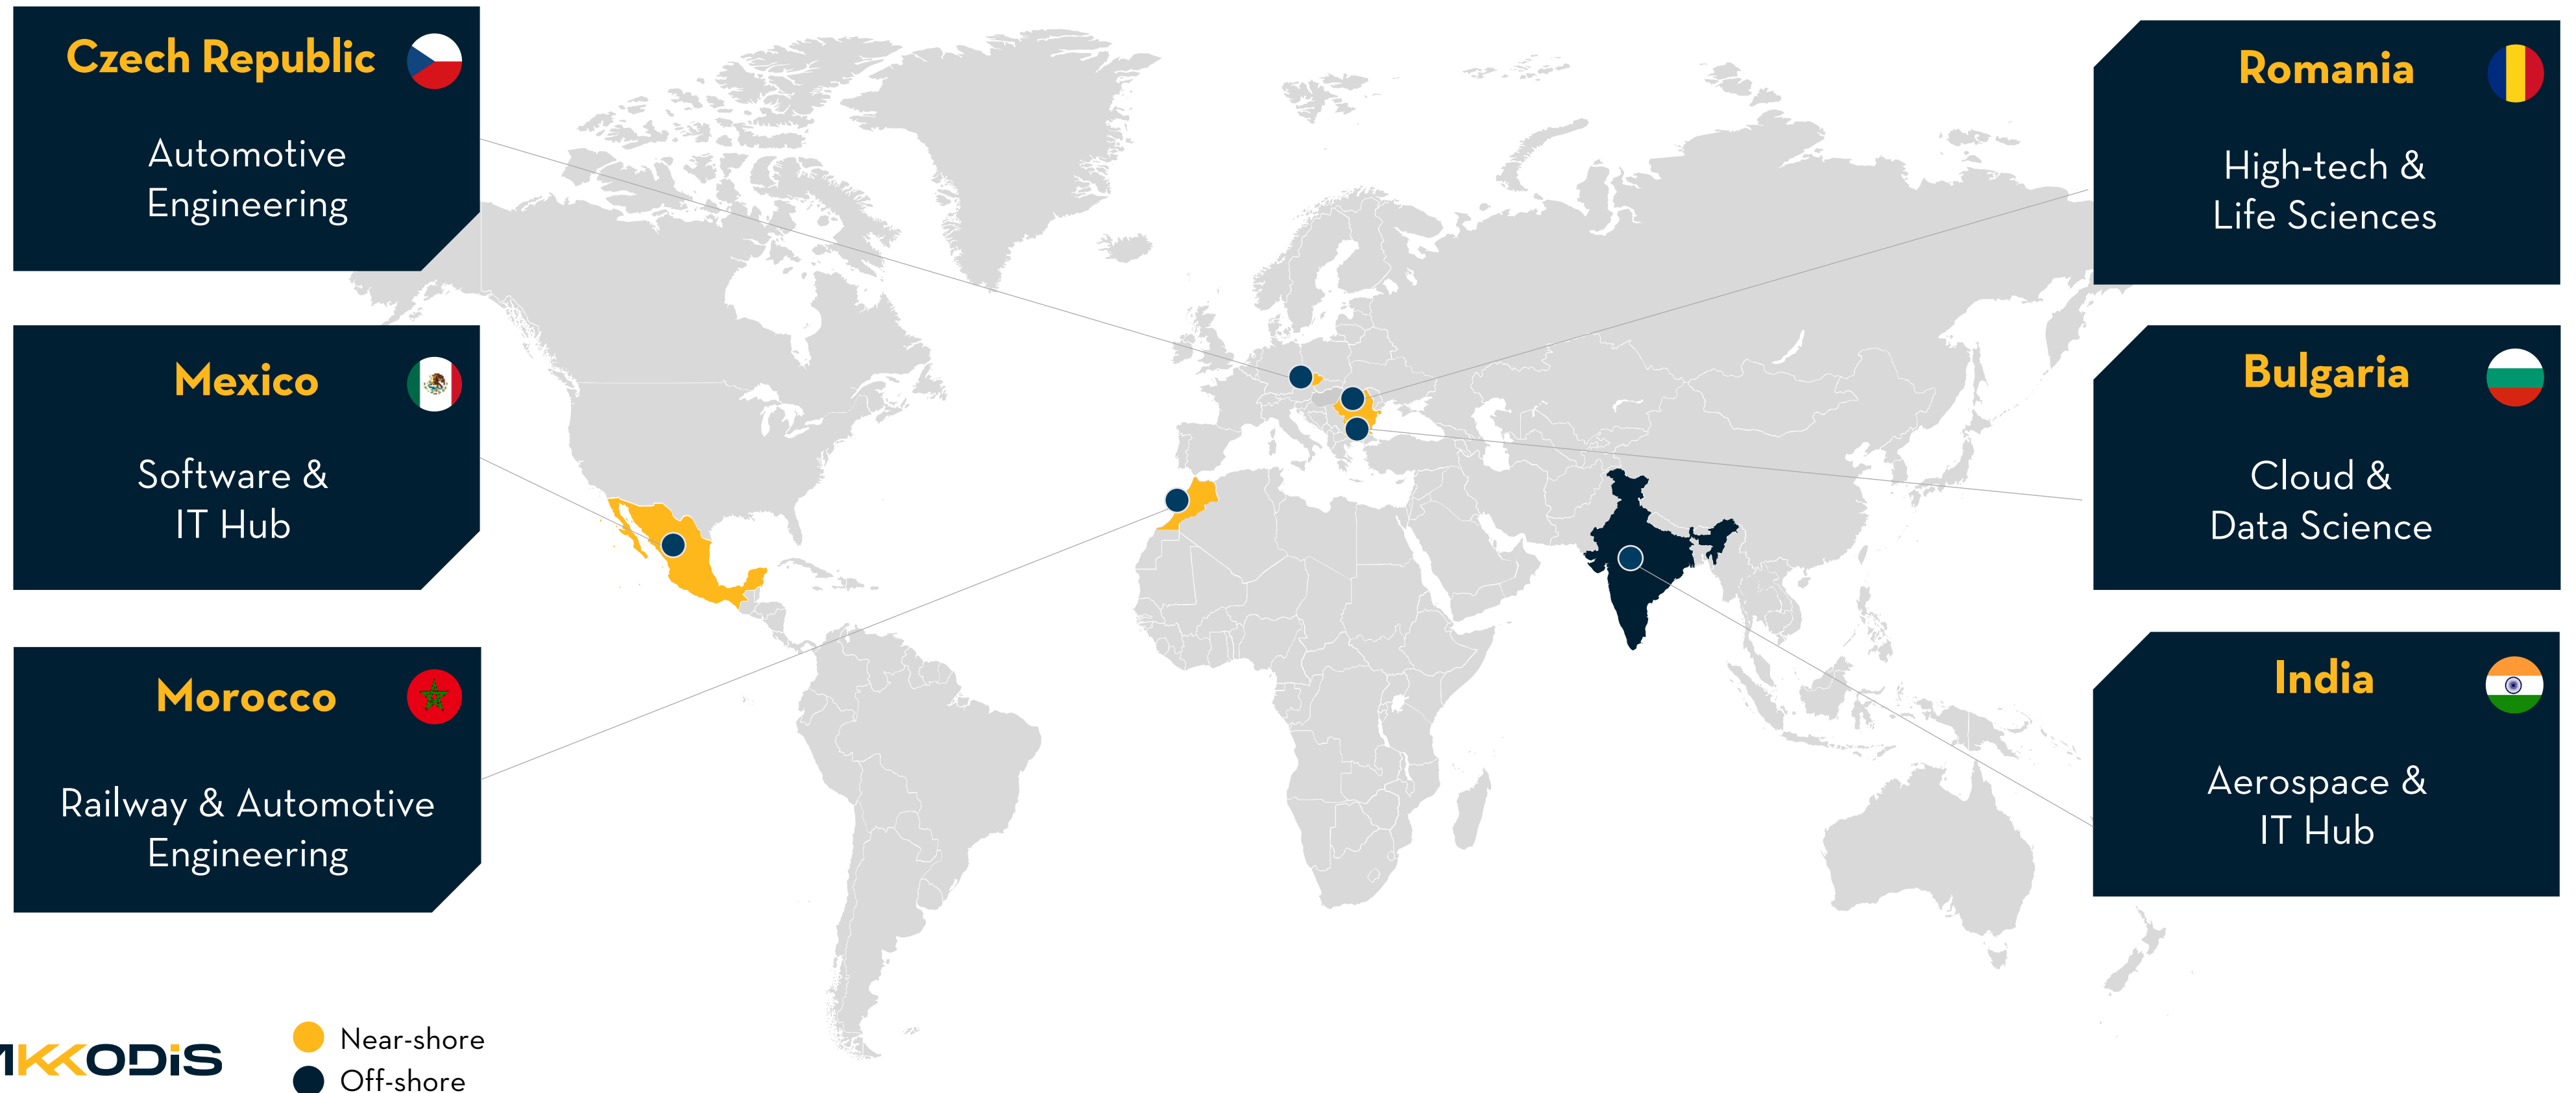 Czech Republic
Automotive
Engineering
Mexico
Software &
IT Hub
Morocco
Railway & Automotive
Engineering
Romania
High-tech &
Life Sciences
Bulgaria
Cloud &
Data Science
India
Aerospace &
IT Hub
Near-shore
Off-shore